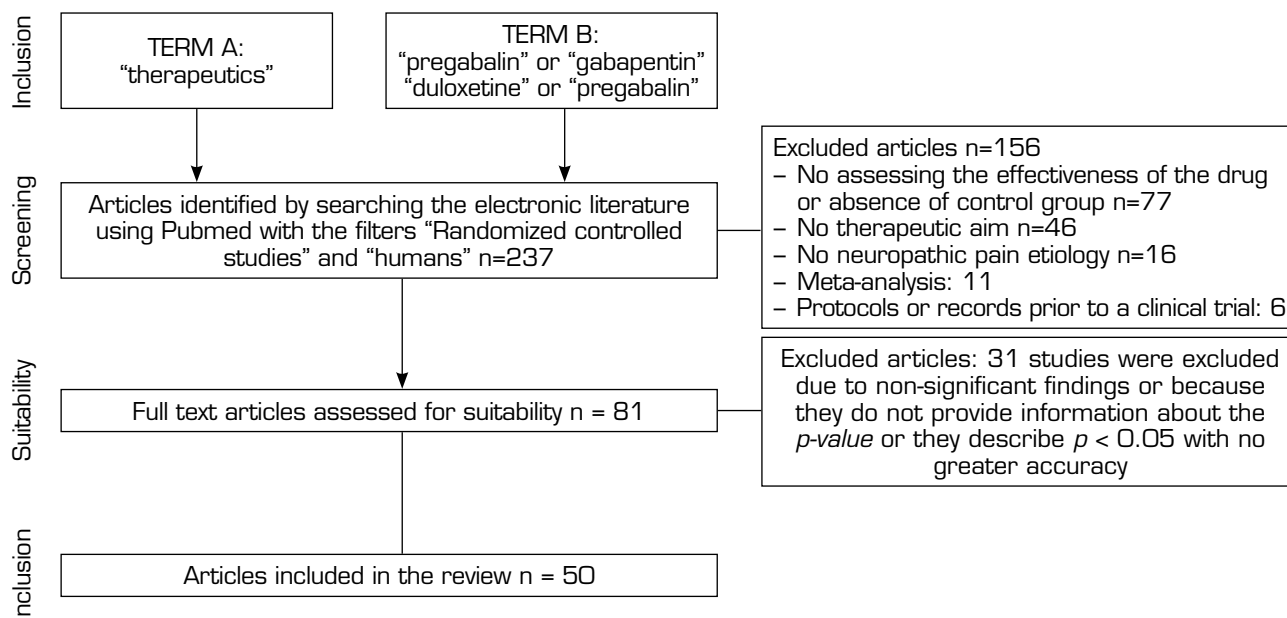 Inclusion
TERM A:
“therapeutics”
TERM B:
“pregabalin” or “gabapentin”
“duloxetine” or “pregabalin”
Screening
Articles identified by searching the electronic literature
using Pubmed with the filters “Randomized controlled
studies” and “humans” n=237
Excluded articles n=156
– No assessing the effectiveness of the drug
or absence of control group n=77
– No therapeutic aim n=46
– No neuropathic pain etiology n=16
– Meta-analysis: 11
– Protocols or records prior to a clinical trial: 6
Suitability
Full text articles assessed for suitability n = 81
Excluded articles: 31 studies were excluded
due to non-significant findings or because
they do not provide information about the
p-value or they describe p < 0.05 with no
greater accuracy
nclusion
Articles included in the review n = 50